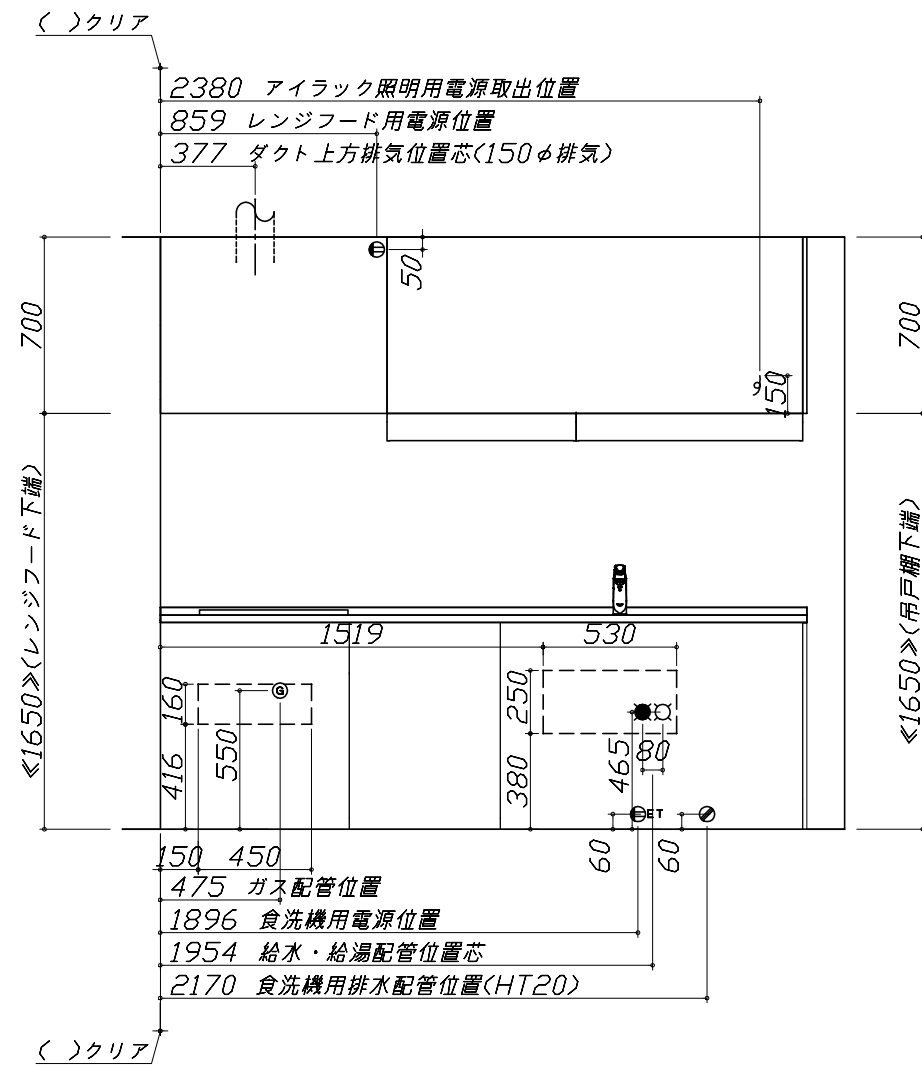 ( )クリア
2380 アイラック照明用電源取出位置
859 レンジフード用電源位置
377 ダクト上方排気位置芯(150φ排気)
50
700
700
150
≪1650≫(レンジフード下端)
≪1650≫(吊戸棚下端)
1519
530
160
G
250
550
416
465
80
380
ET
60
60
150
450
475 ガス配管位置
1896 食洗機用電源位置
1954 給水・給湯配管位置芯
2170 食洗機用排水配管位置(HT20)
( )クリア